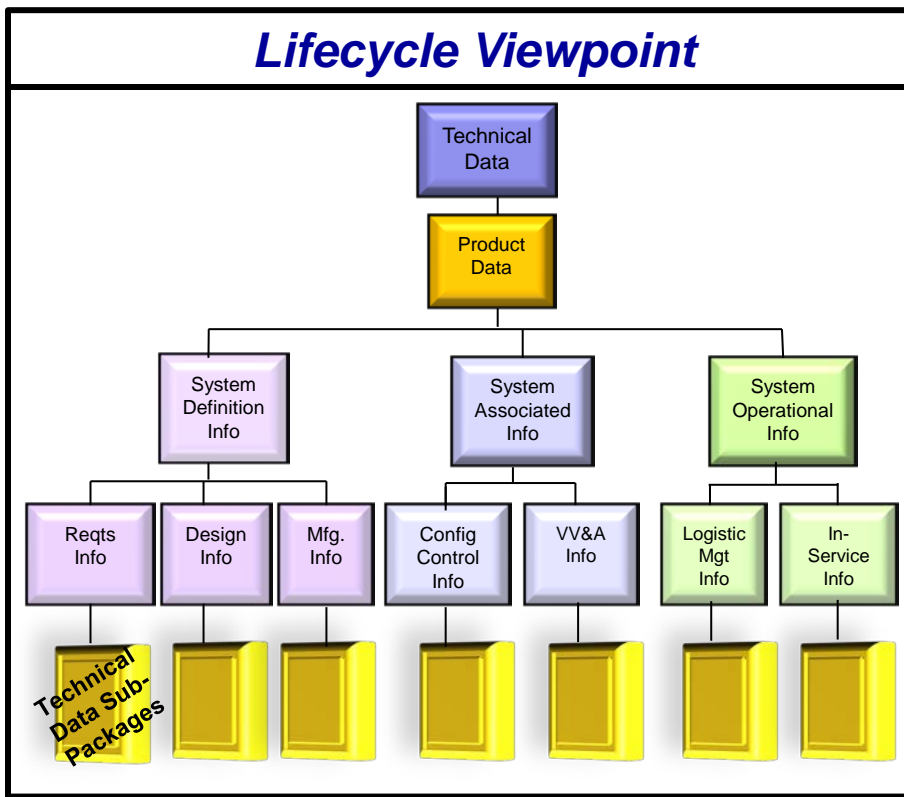 Lifecycle Viewpoint
Technical
Data
Product
Data
System
Definition
Info
System
Associated
Info
System
Operational
Info
Reqts
Info
Design
Info
Mfg.
Info
Config
Control
Info
VV&A
Info
Logistic
Mgt
Info
In-
Service
Info
Technical
Data Sub-
Packages